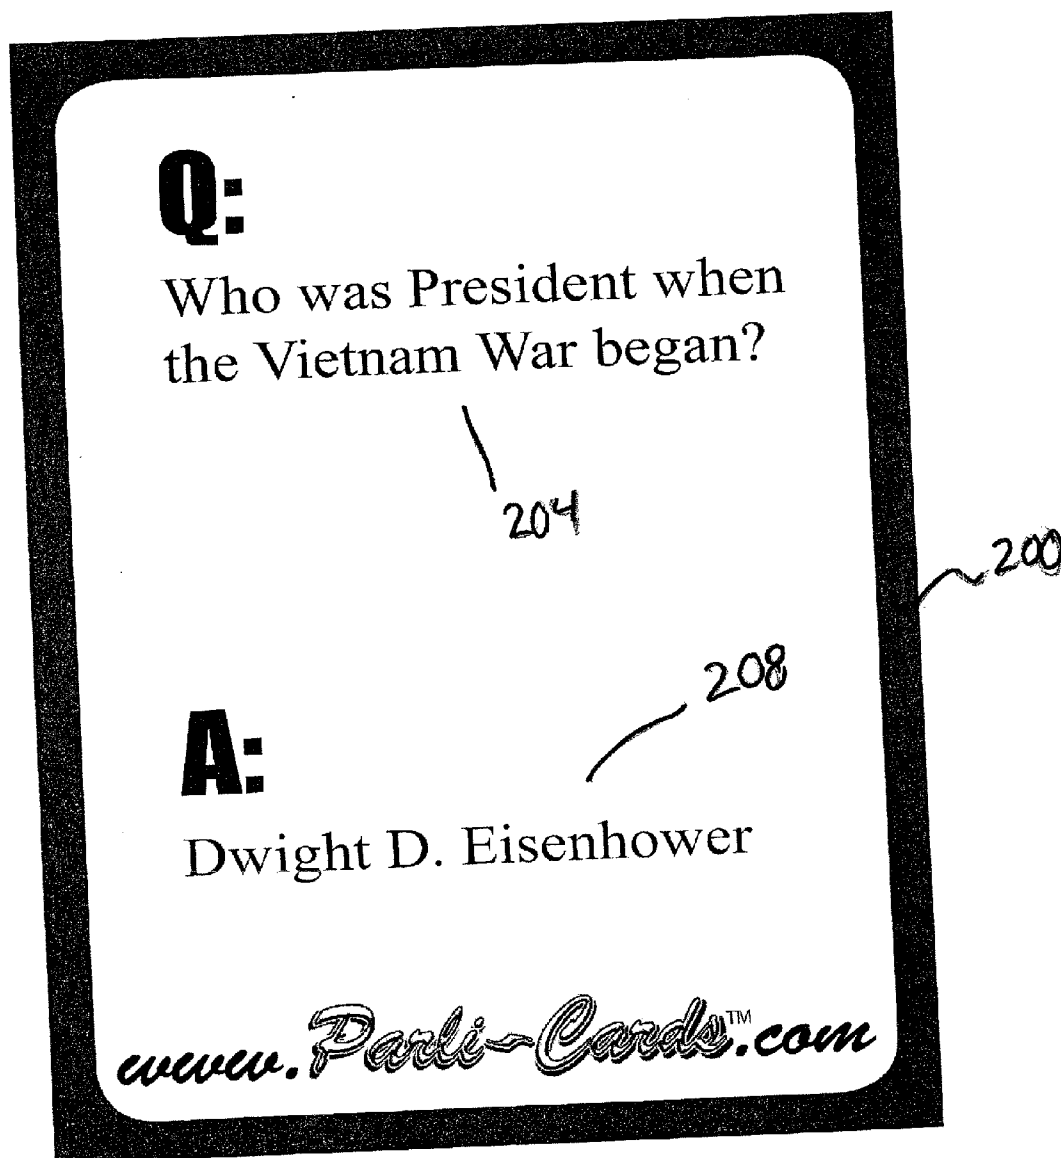 Q:
Who was President when
the Vietnam War began?
204
200
208
A:
Dwight D. Eisenhower
www.Parli-Cards™.com